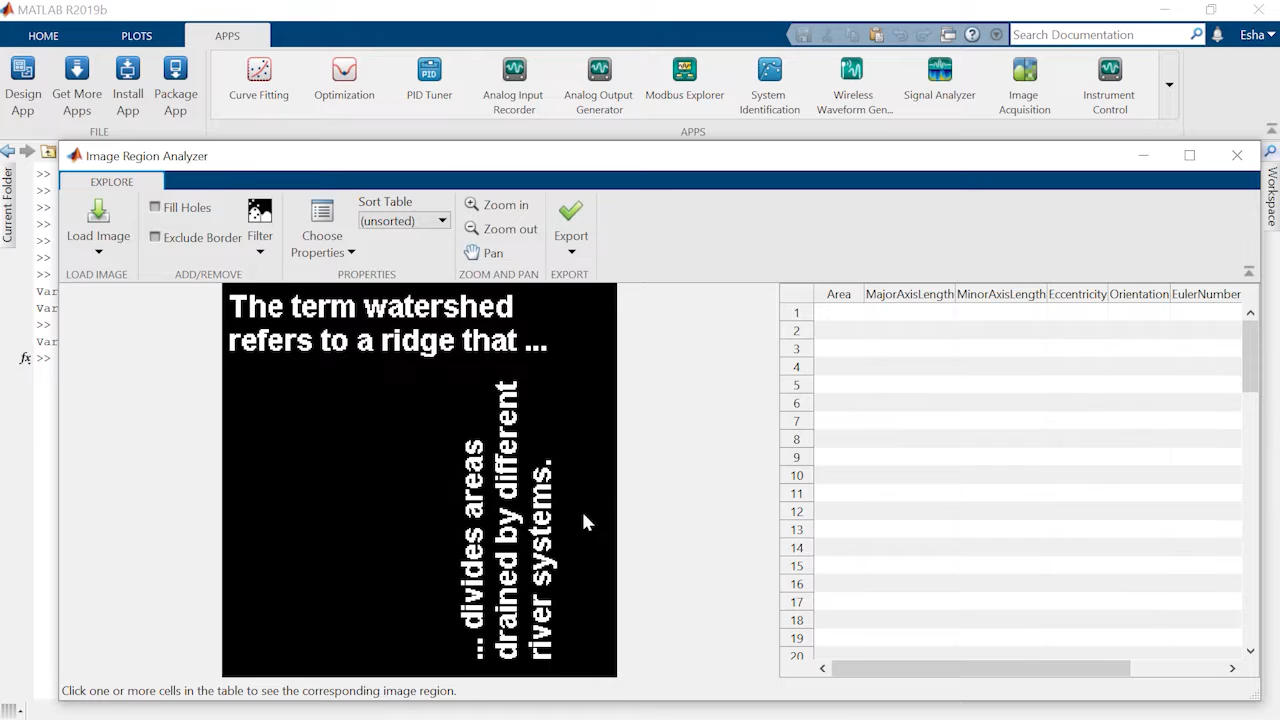 MATLAB R2019b
HOME
PLOTS
APPS
Search Documentation
Esha
Design App
Get More Apps
Install App
Package App
FILE
Curve Fitting
Optimization
PID Tuner
Analog Input Recorder
Analog Output Generator
Modbus Explorer
System Identification
Wireless Waveform Gen...
Signal Analyzer
Image Acquisition
Instrument Control
APPS
Current Folder
Workspace
Image Region Analyzer
EXPLORE
Load Image
LOAD IMAGE
Fill Holes
Exclude Border
Filter
ADD/REMOVE
Choose Properties
Sort Table
(unsorted)
PROPERTIES
Zoom in
Zoom out
Pan
ZOOM AND PAN
Export
EXPORT
>>
>>
>>
>>
>>
>>
>>
Var
Var
>>
Var
fx >>
The term watershed
refers to a ridge that ...
... divides areas
drained by different
river systems.
Area MajorAxisLength MinorAxisLength Eccentricity Orientation EulerNumber
1
2
3
4
5
6
7
8
9
10
11
12
13
14
15
16
17
18
19
20
Click one or more cells in the table to see the corresponding image region.